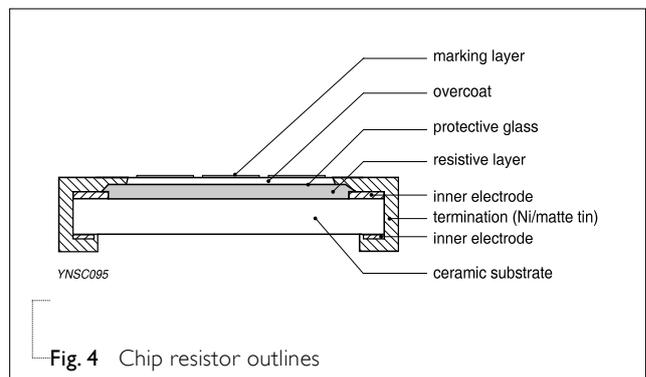 marking layer
overcoat
protective glass
resistive layer
inner electrode
termination (Ni/matte tin)
inner electrode
ceramic substrate
YNSC095
Fig. 4 Chip resistor outlines